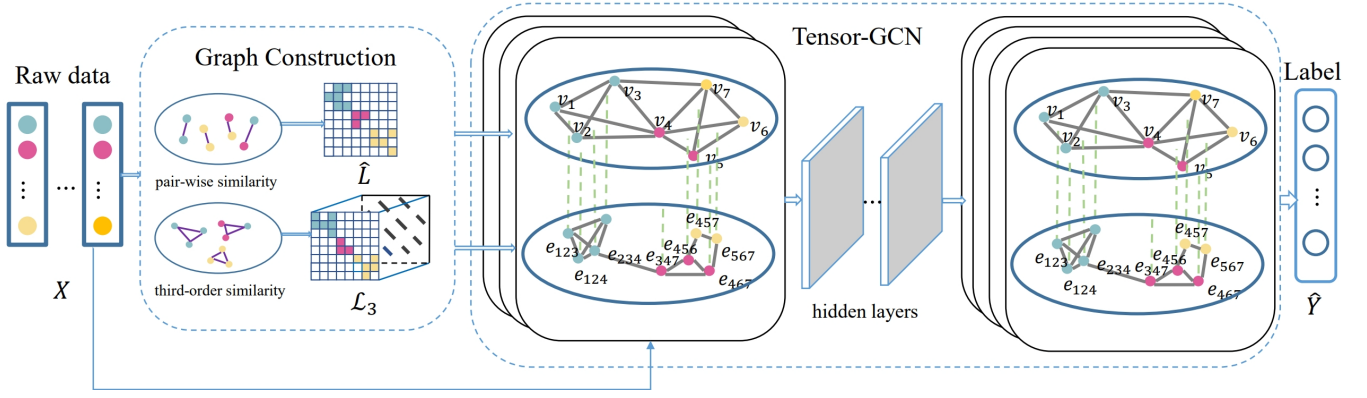 Raw data
...
X
Graph Construction
pair-wise similarity
L̂
third-order similarity
ℒ₃
Tensor-GCN
v₁
v₂
v₃
v₄
v₅
v₆
v₇
e₁₂₃
e₁₂₄
e₂₃₄
e₃₄₇
e₄₅₆
e₄₅₇
e₅₆₇
e₄₆₇
...
hidden layers
v₁
v₂
v₃
v₄
v₅
v₆
v₇
e₁₂₃
e₁₂₄
e₂₃₄
e₃₄₇
e₄₅₆
e₄₅₇
e₅₆₇
e₄₆₇
Label
Ŷ